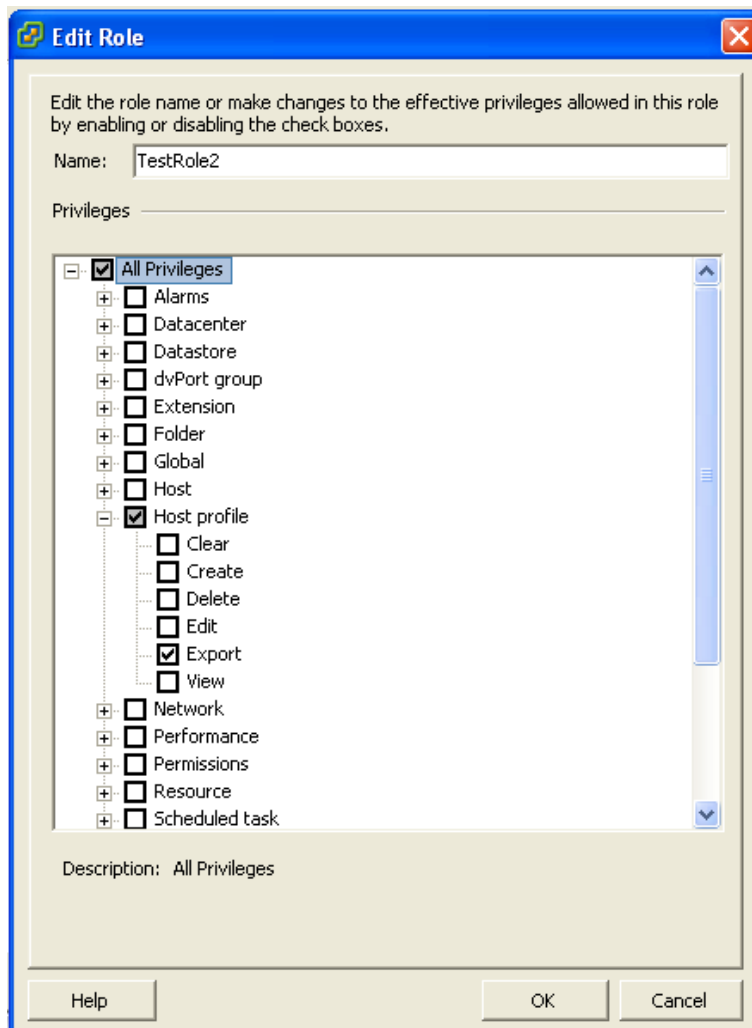 Edit Role
Edit the role name or make changes to the effective privileges allowed in this role
by enabling or disabling the check boxes.
Name: TestRole2
Privileges
All Privileges
Alarms
Datacenter
Datastore
dvPort group
Extension
Folder
Global
Host
Host profile
Clear
Create
Delete
Edit
Export
View
Network
Performance
Permissions
Resource
Scheduled task
Description: All Privileges
Help OK Cancel